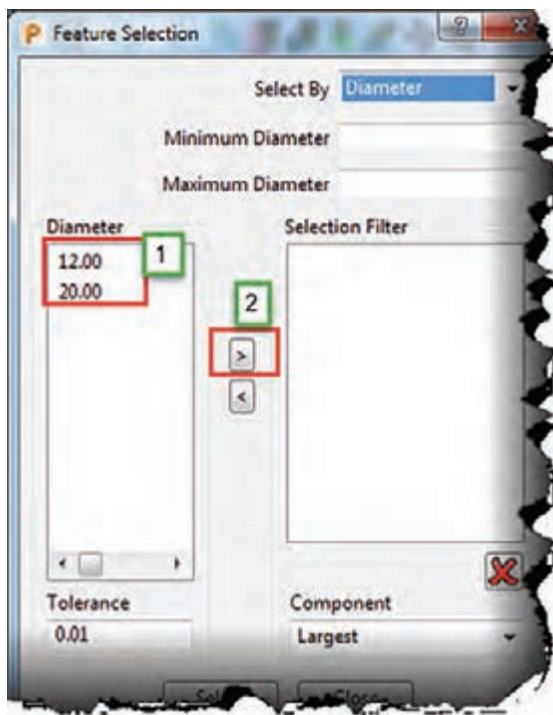 P Feature Selection
?
Select By Diameter
Minimum Diameter
Maximum Diameter
Diameter
Selection Filter
12.00
20.00
1
2
>
<
Tolerance
Component
0.01
Largest
Close